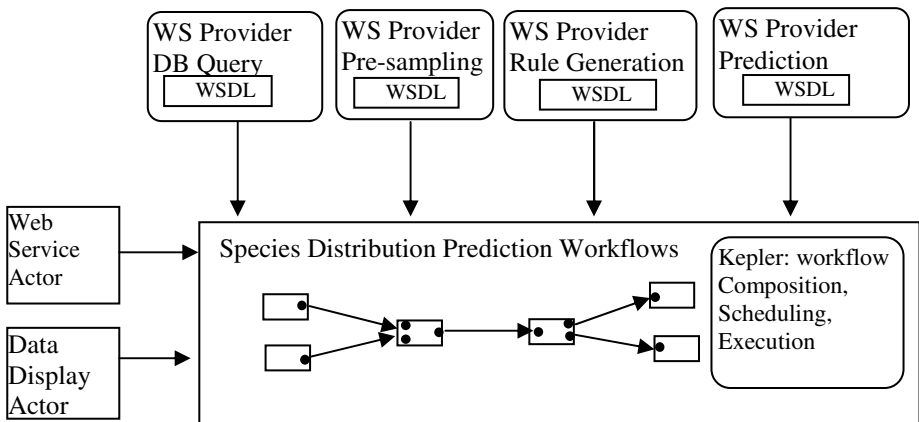 WS Provider
DB Query
WSDL
WS Provider
Pre-sampling
WSDL
WS Provider
Rule Generation
WSDL
WS Provider
Prediction
WSDL
Web
Service
Actor
Data
Display
Actor
Species Distribution Prediction Workflows
Kepler: workflow
Composition,
Scheduling,
Execution